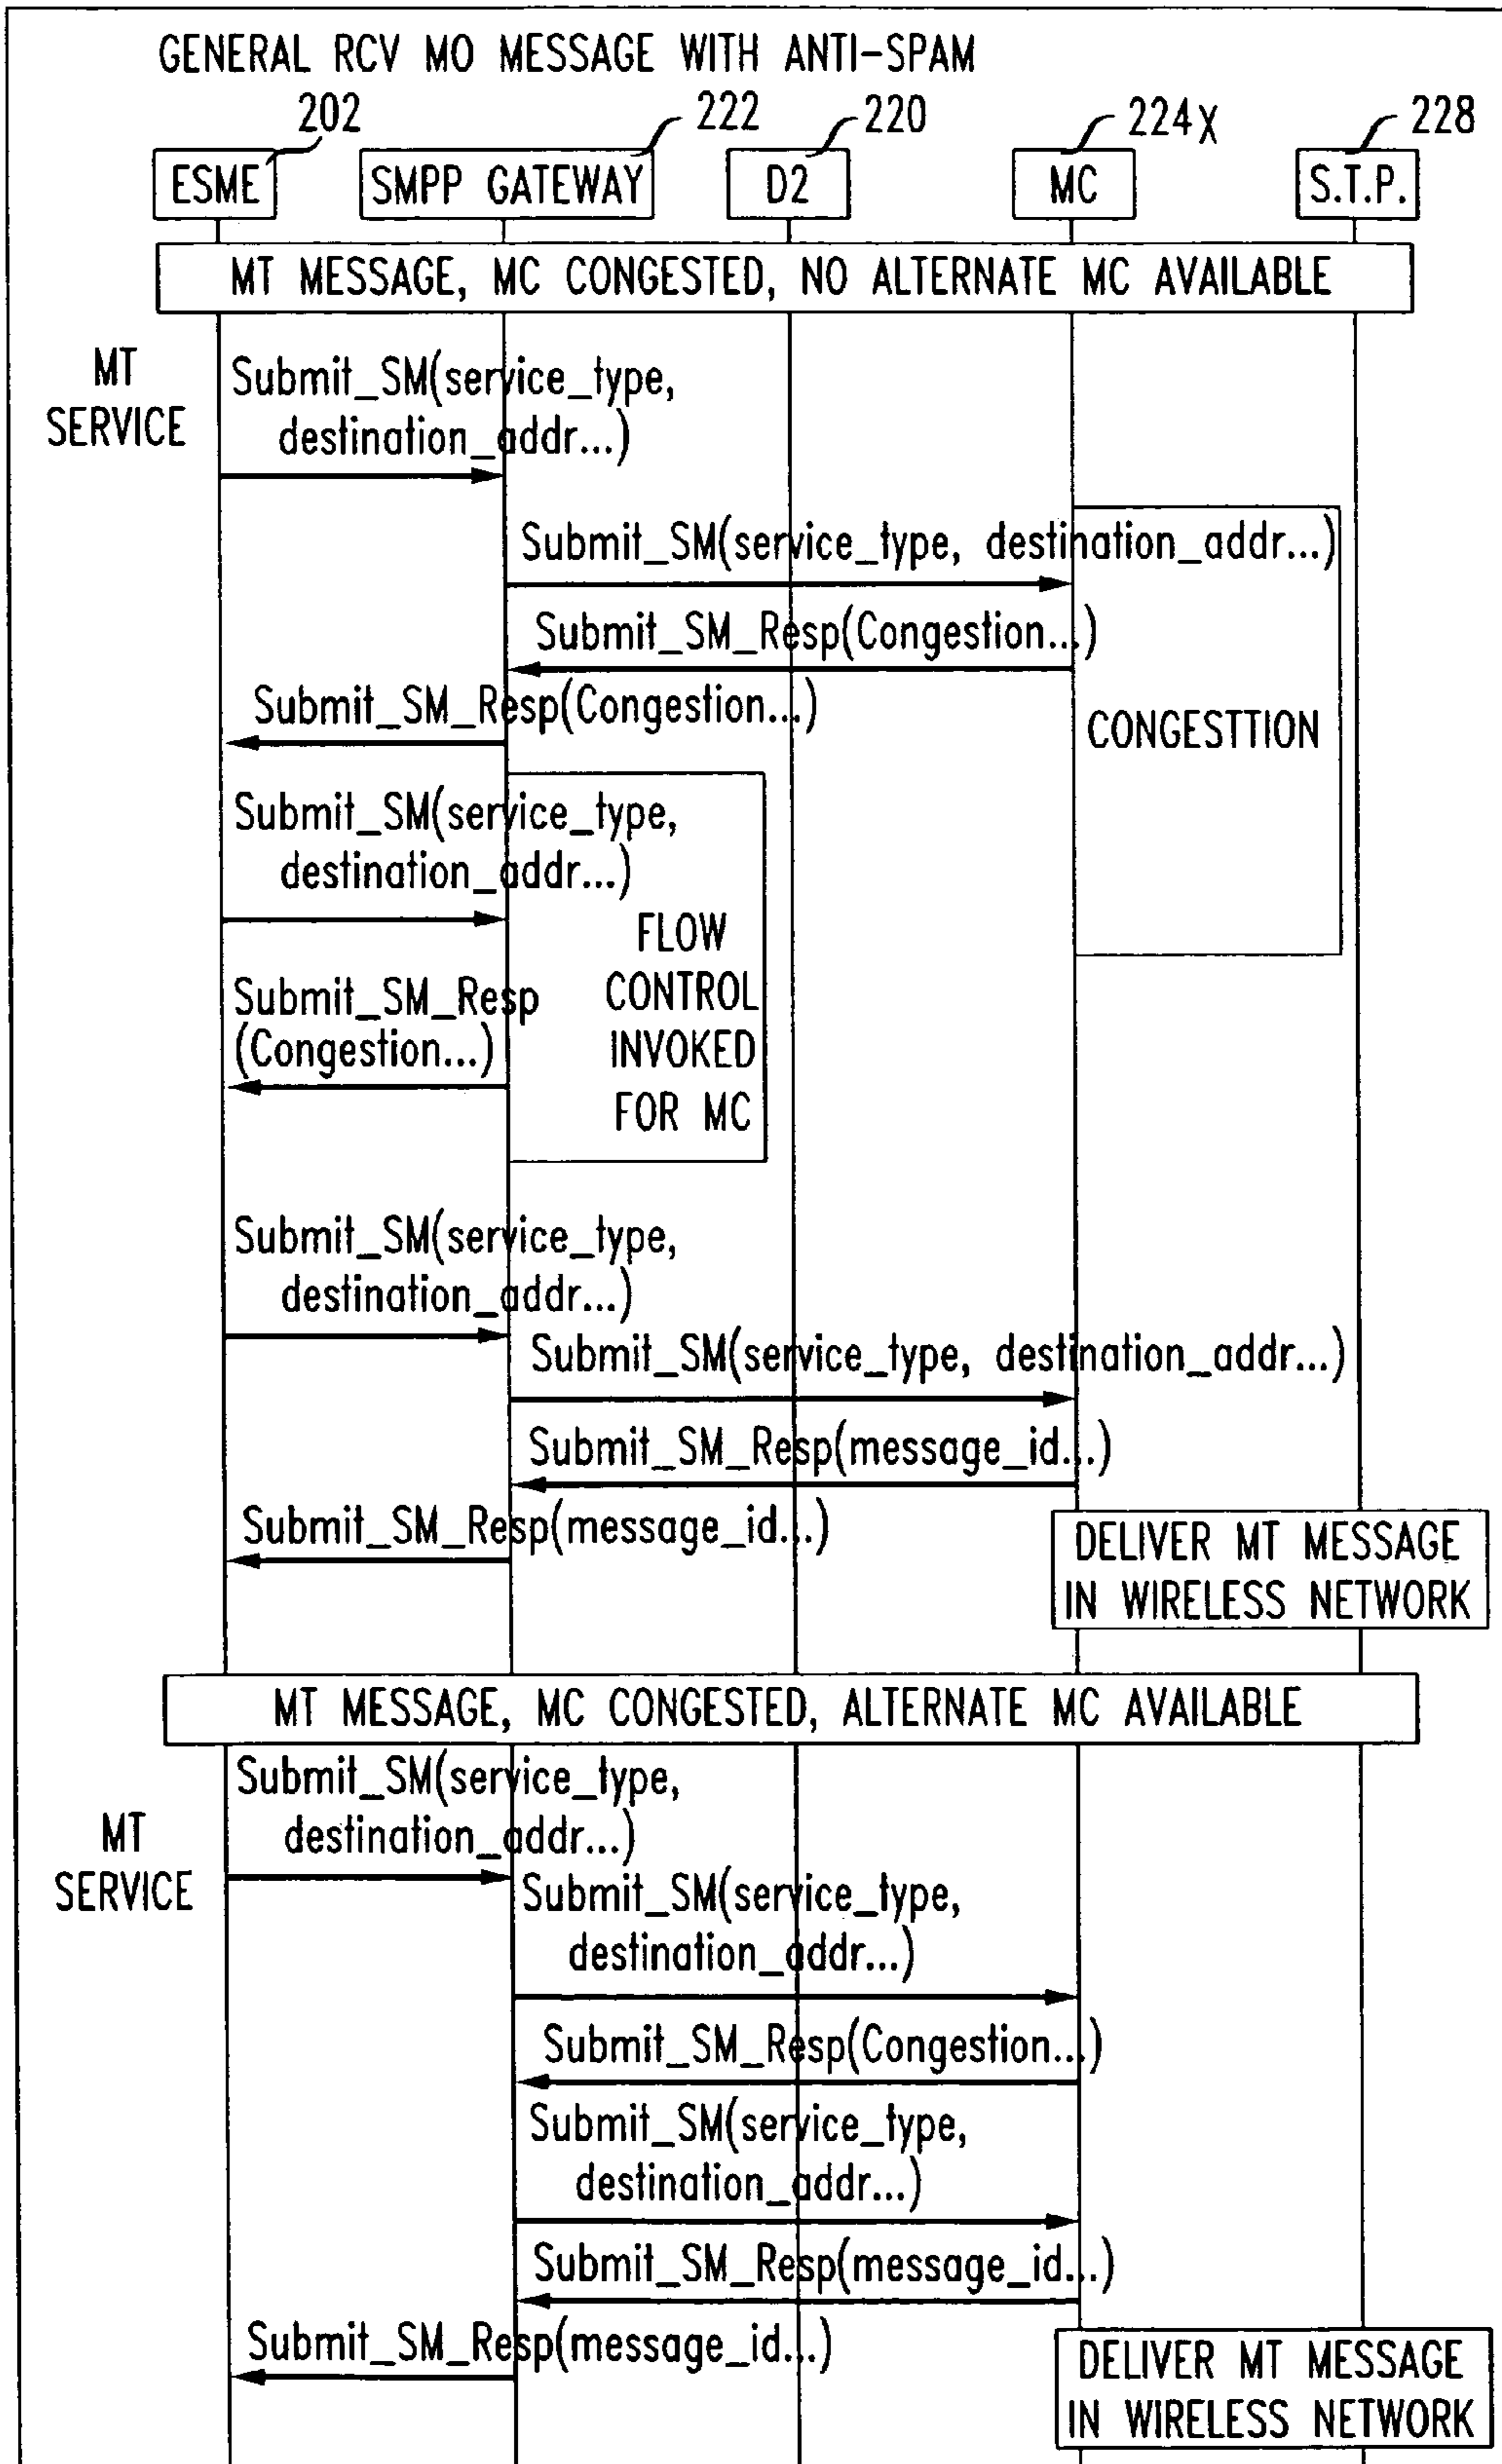 GENERAL RCV MO MESSAGE WITH ANTI-SPAM
202 222 220 224X 228
ESME SMPP GATEWAY D2 MC S.T.P.
MT MESSAGE, MC CONGESTED, NO ALTERNATE MC AVAILABLE
MT
SERVICE
Submit_SM(service_type,
destination_addr...)
Submit_SM(service_type, destination_addr...)
Submit_SM_Resp(Congestion...)
Submit_SM_Resp(Congestion...)
CONGESTTION
Submit_SM(service_type,
destination_addr...)
FLOW
CONTROL
INVOKED
FOR MC
Submit_SM_Resp
(Congestion...)
Submit_SM(service_type,
destination_addr...)
Submit_SM(service_type, destination_addr...)
Submit_SM_Resp(message_id...)
Submit_SM_Resp(message_id...)
DELIVER MT MESSAGE
IN WIRELESS NETWORK
MT MESSAGE, MC CONGESTED, ALTERNATE MC AVAILABLE
MT
SERVICE
Submit_SM(service_type,
destination_addr...)
Submit_SM(service_type,
destination_addr...)
Submit_SM_Resp(Congestion...)
Submit_SM(service_type,
destination_addr...)
Submit_SM_Resp(message_id...)
Submit_SM_Resp(message_id...)
DELIVER MT MESSAGE
IN WIRELESS NETWORK